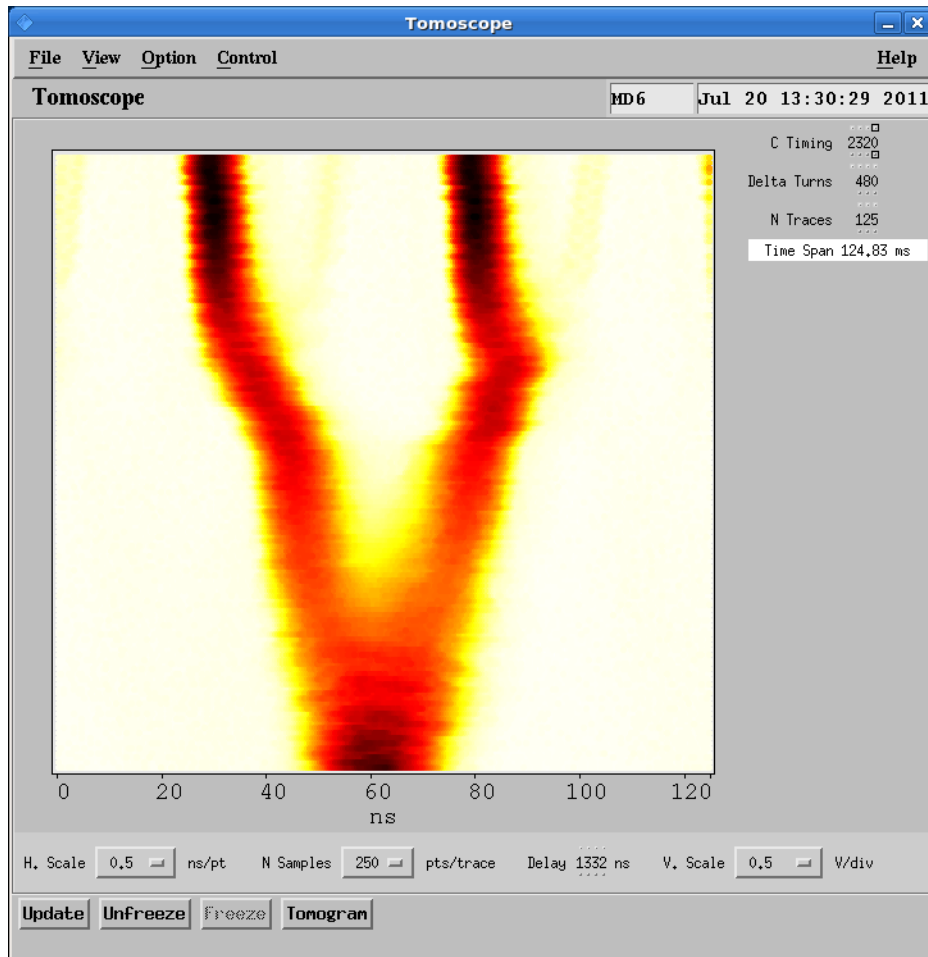 Tomoscope
File View Option Control Help
Tomoscope MD6 Jul 20 13:30:29 2011
C Timing 2320
Delta Turns 480
N Traces 125
Time Span 124.83 ms
0 20 40 60 80 100 120
ns
H. Scale 0.5 ns/pt N Samples 250 pts/trace Delay 1332 ns V. Scale 0.5 V/div
Update Unfreeze Freeze Tomogram